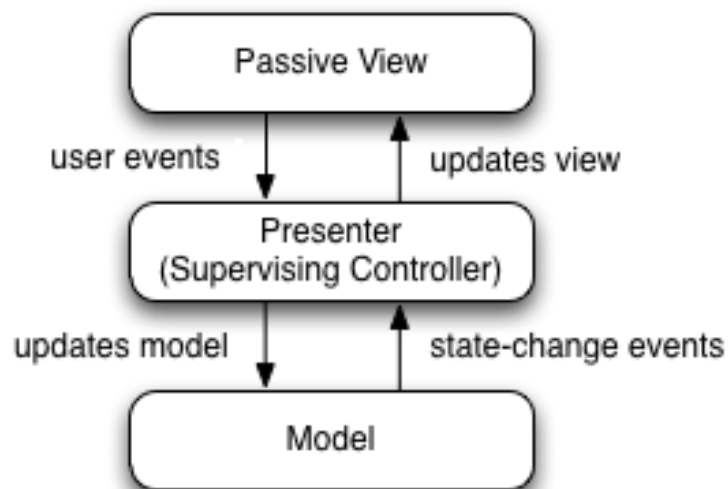 Passive View
user events
updates view
Presenter
(Supervising Controller)
updates model
state-change events
Model